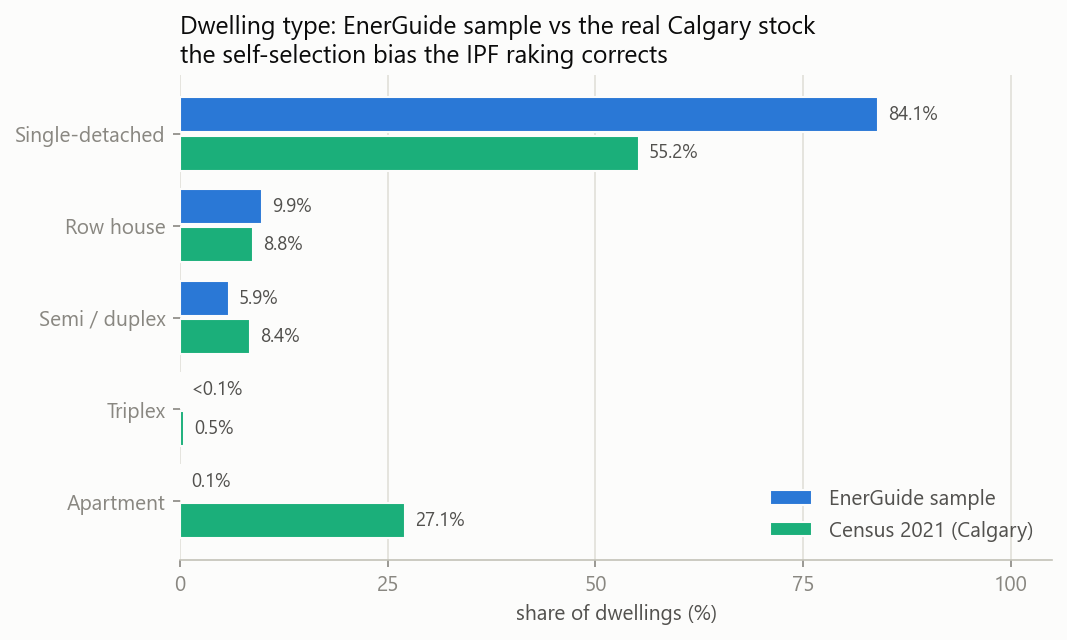 Dwelling type: EnerGuide sample vs the real Calgary stock
the self-selection bias the IPF raking corrects
Single-detached
84.1%
55.2%
Row house
9.9%
8.8%
Semi / duplex
5.9%
8.4%
Triplex
<0.1%
0.5%
Apartment
0.1%
27.1%
EnerGuide sample
Census 2021 (Calgary)
0 25 50 75 100
share of dwellings (%)